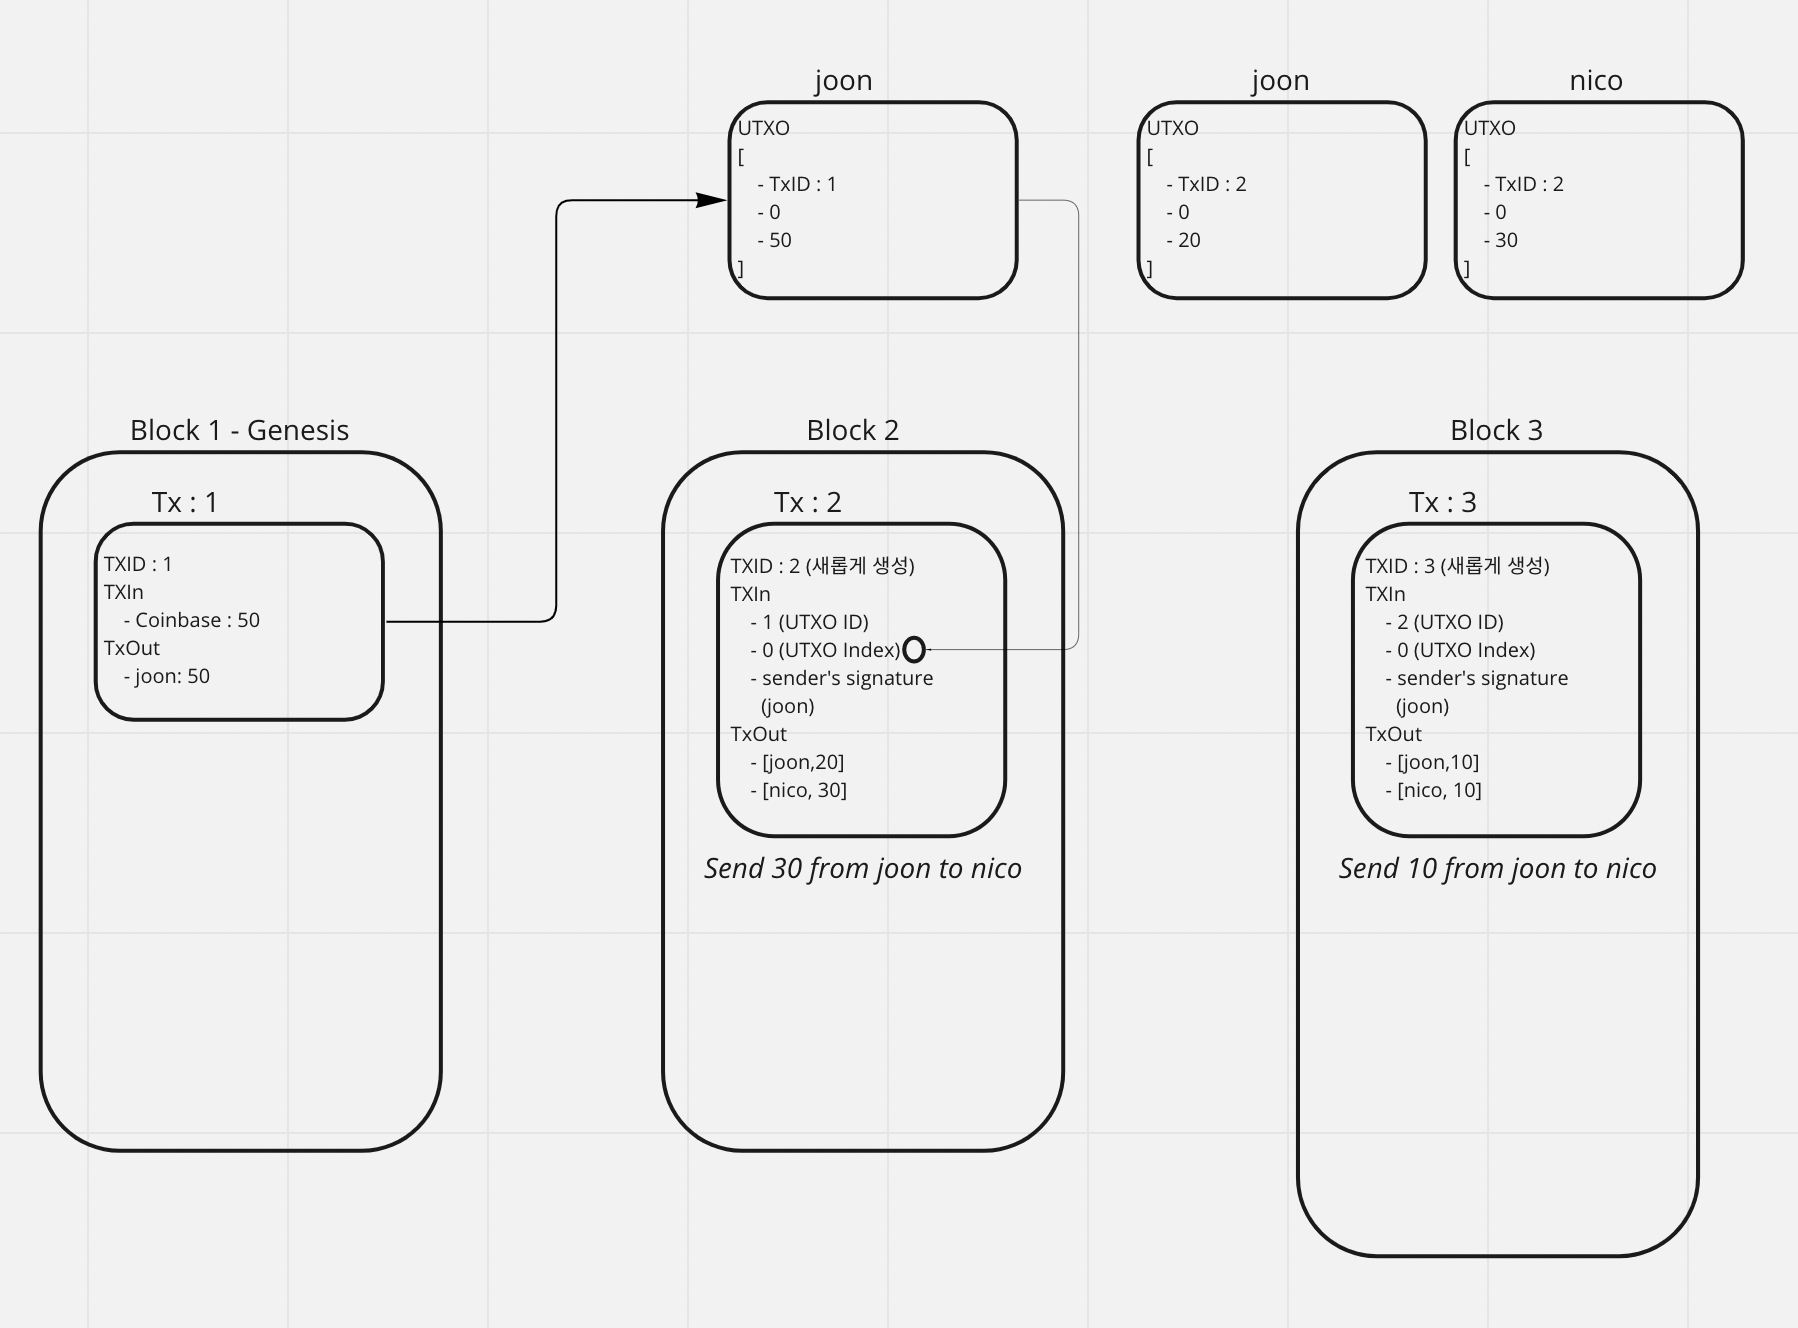 joon
UTXO
[
- TxID : 1
- 0
- 50
]
joon
UTXO
[
- TxID : 2
- 0
- 20
]
nico
UTXO
[
- TxID : 2
- 0
- 30
]
Block 1 - Genesis
Tx : 1
TXID : 1
TXIn
- Coinbase : 50
TxOut
- joon: 50
Block 2
Tx : 2
TXID : 2 (새롭게 생성)
TXIn
- 1 (UTXO ID)
- 0 (UTXO Index)
- sender's signature
(joon)
TxOut
- [joon,20]
- [nico, 30]
Send 30 from joon to nico
Block 3
Tx : 3
TXID : 3 (새롭게 생성)
TXIn
- 2 (UTXO ID)
- 0 (UTXO Index)
- sender's signature
(joon)
TxOut
- [joon,10]
- [nico, 10]
Send 10 from joon to nico